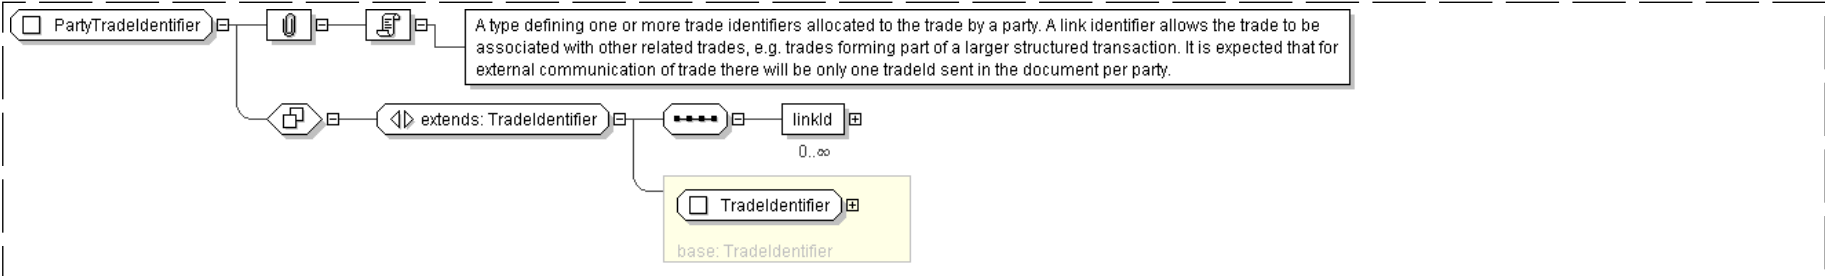 PartyTradeIdentifier
A type defining one or more trade identifiers allocated to the trade by a party. A link identifier allows the trade to be
associated with other related trades, e.g. trades forming part of a larger structured transaction. It is expected that for
external communication of trade there will be only one tradeId sent in the document per party.
extends: TradeIdentifier
linkId
0..∞
TradeIdentifier
base: TradeIdentifier